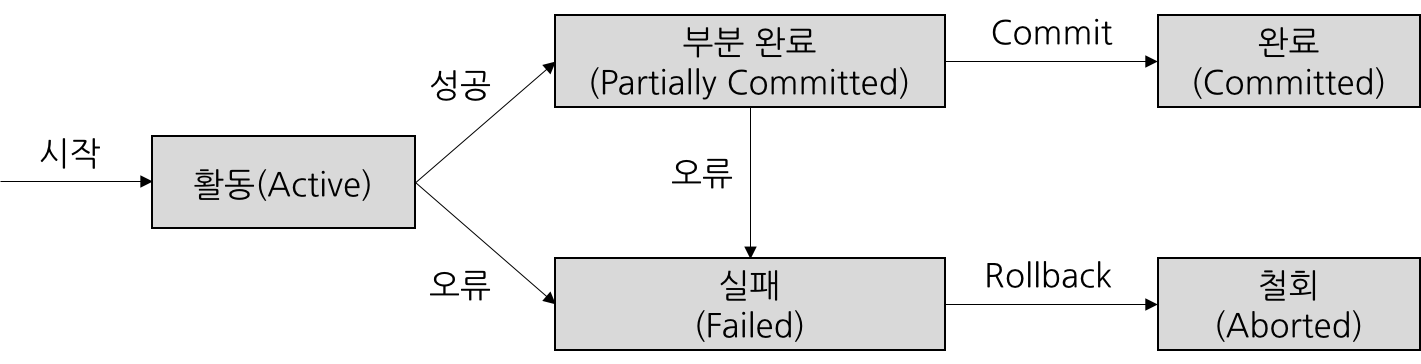 시작
활동(Active)
성공
오류
부분 완료
(Partially Committed)
오류
실패
(Failed)
Commit
Rollback
완료
(Committed)
철회
(Aborted)